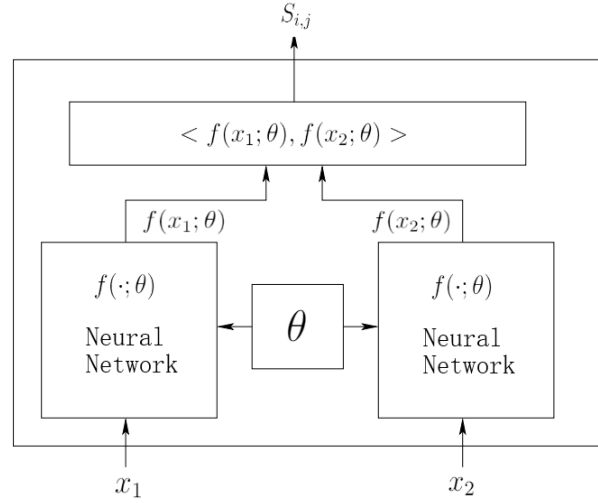 S_{i,j}
< f(x_1; θ), f(x_2; θ) >
f(x_1; θ)
f(x_2; θ)
f(·; θ)
Neural
Network
θ
f(·; θ)
Neural
Network
x_1
x_2